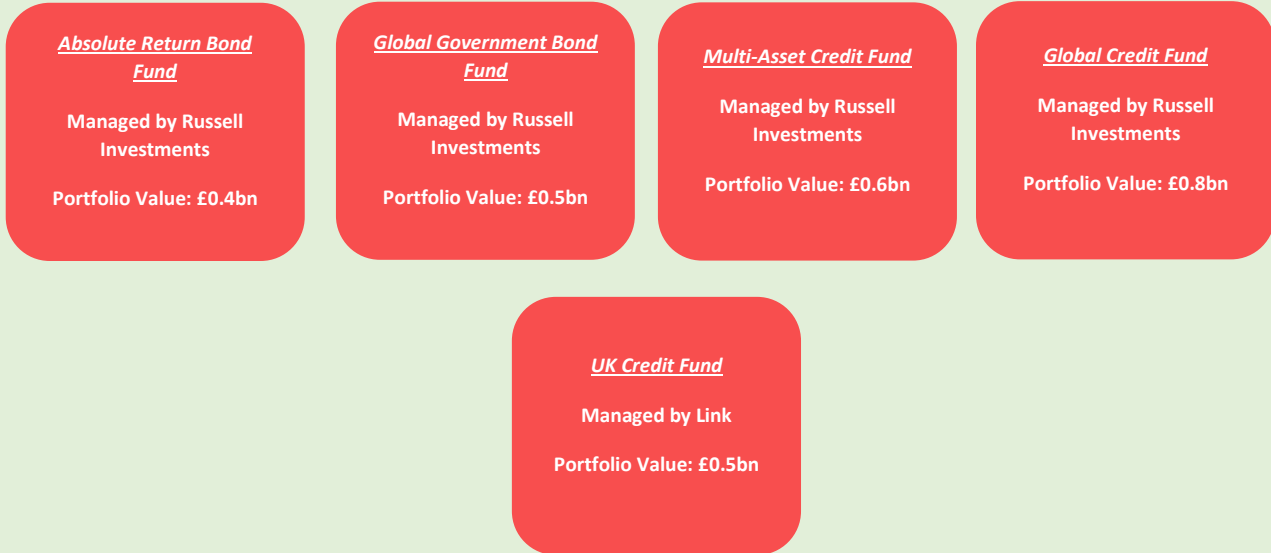 Absolute Return Bond
Fund
Managed by Russell
Investments
Portfolio Value: £0.4bn
Global Government Bond
Fund
Managed by Russell
Investments
Portfolio Value: £0.5bn
Multi-Asset Credit Fund
Managed by Russell
Investments
Portfolio Value: £0.6bn
Global Credit Fund
Managed by Russell
Investments
Portfolio Value: £0.8bn
UK Credit Fund
Managed by Link
Portfolio Value: £0.5bn